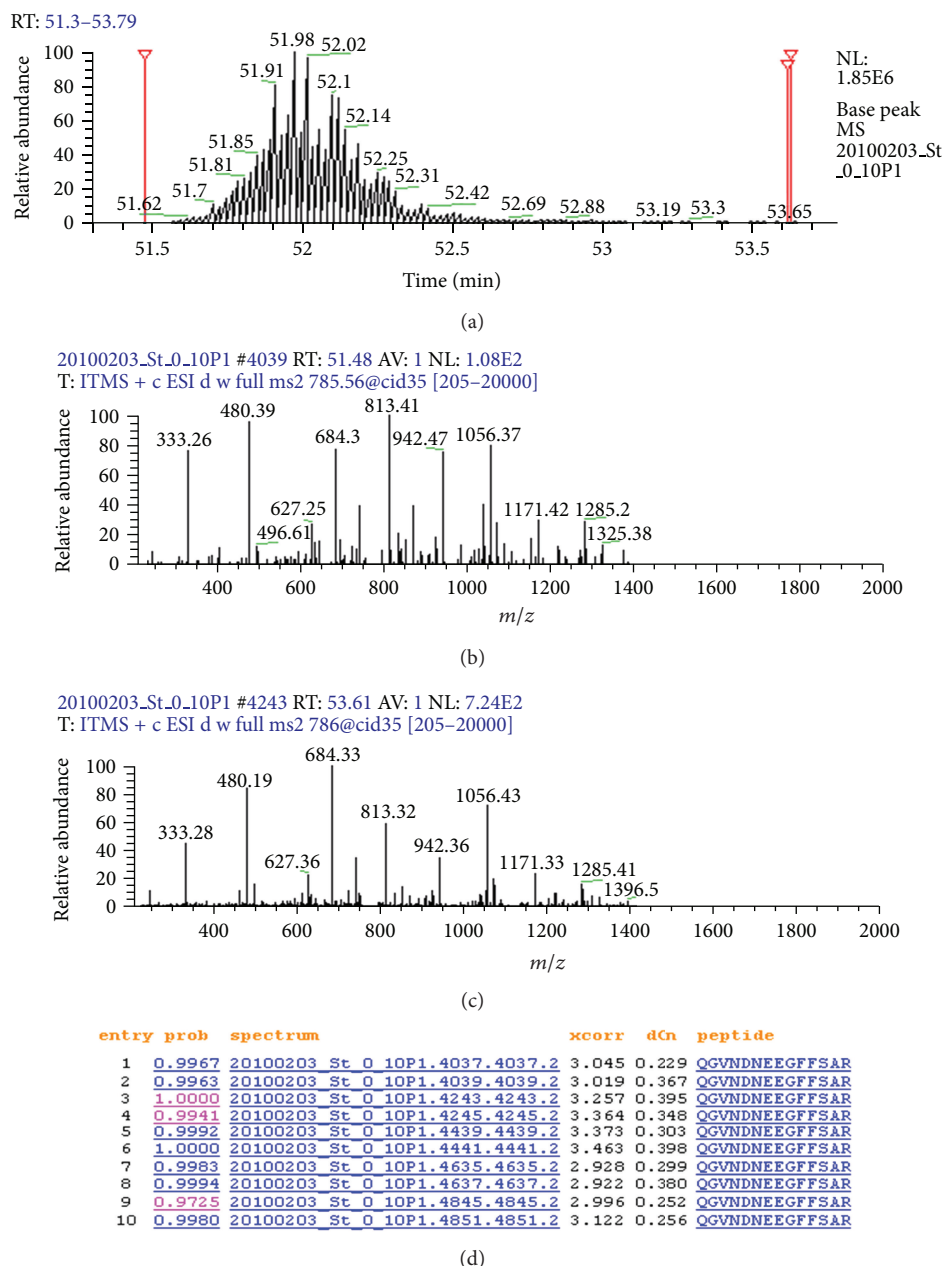 RT: 51.3–53.79
NL:
1.85E6
Base peak
MS
20100203_St
_0_10P1
Relative abundance
100
80
60
40
20
0
51.62
51.7
51.81
51.85
51.91
51.98
52.02
52.1
52.14
52.25
52.31
52.42
52.69
52.88
53.19
53.3
53.65
51.5
52
52.5
53
53.5
Time (min)
(a)
20100203_St_0_10P1 #4039 RT: 51.48 AV: 1 NL: 1.08E2
T: ITMS + c ESI d w full ms2 785.56@cid35 [205–20000]
Relative abundance
100
80
60
40
20
0
333.26
480.39
496.61
627.25
684.3
813.41
942.47
1056.37
1171.42
1285.2
1325.38
400
600
800
1000
1200
1400
1600
1800
2000
m/z
(b)
20100203_St_0_10P1 #4243 RT: 53.61 AV: 1 NL: 7.24E2
T: ITMS + c ESI d w full ms2 786@cid35 [205–20000]
Relative abundance
100
80
60
40
20
0
333.28
480.19
627.36
684.33
813.32
942.36
1056.43
1171.33
1285.41
1396.5
400
600
800
1000
1200
1400
1600
1800
2000
m/z
(c)
entry prob spectrum xcorr dCn peptide
1 0.9967 20100203_St_0_10P1.4037.4037.2 3.045 0.229 QGVNDNEEGFFSAR
2 0.9963 20100203_St_0_10P1.4039.4039.2 3.019 0.367 QGVNDNEEGFFSAR
3 1.0000 20100203_St_0_10P1.4243.4243.2 3.257 0.395 QGVNDNEEGFFSAR
4 0.9941 20100203_St_0_10P1.4245.4245.2 3.364 0.348 QGVNDNEEGFFSAR
5 0.9992 20100203_St_0_10P1.4439.4439.2 3.373 0.303 QGVNDNEEGFFSAR
6 1.0000 20100203_St_0_10P1.4441.4441.2 3.463 0.398 QGVNDNEEGFFSAR
7 0.9983 20100203_St_0_10P1.4635.4635.2 2.928 0.299 QGVNDNEEGFFSAR
8 0.9994 20100203_St_0_10P1.4637.4637.2 2.922 0.380 QGVNDNEEGFFSAR
9 0.9725 20100203_St_0_10P1.4845.4845.2 2.996 0.252 QGVNDNEEGFFSAR
10 0.9980 20100203_St_0_10P1.4851.4851.2 3.122 0.256 QGVNDNEEGFFSAR
(d)